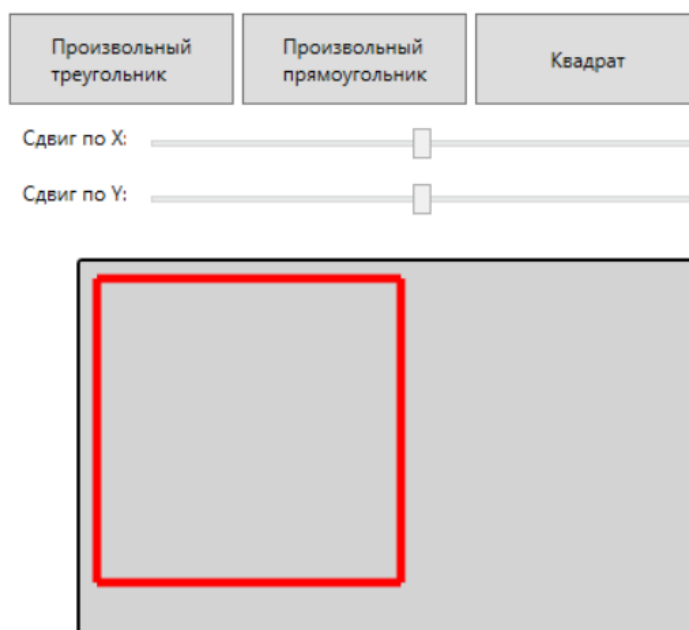 Произвольный
треугольник
Произвольный
прямоугольник
Квадрат
Сдвиг по X:
Сдвиг по Y: